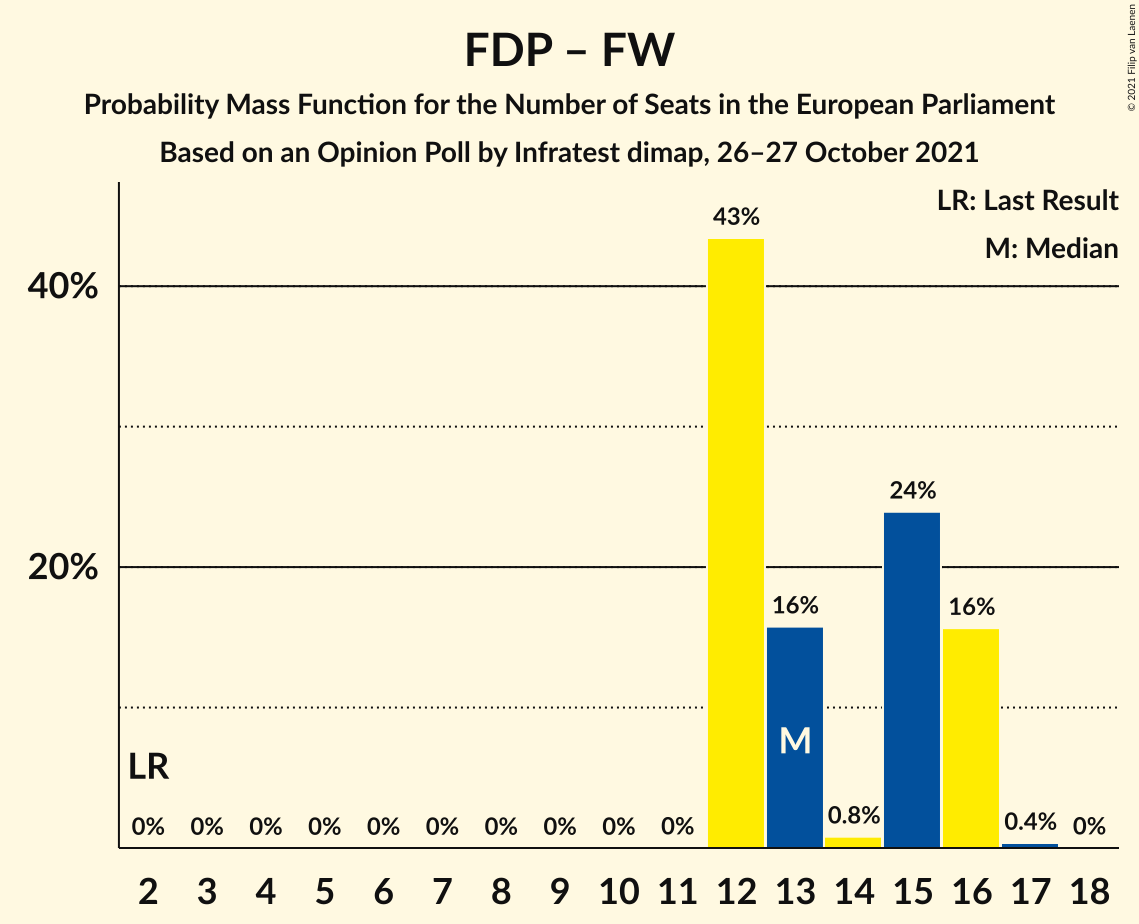 FDP – FW
Probability Mass Function for the Number of Seats in the European Parliament
Based on an Opinion Poll by Infratest dimap, 26–27 October 2021
© 2021 Filip van Laenen
LR: Last Result
M: Median
43%
40%
24%
20%
16% 16%
M
LR
0% 0% 0% 0% 0% 0% 0% 0% 0% 0% 0.8% 0.4% 0%
2 3 4 5 6 7 8 9 10 11 12 13 14 15 16 17 18